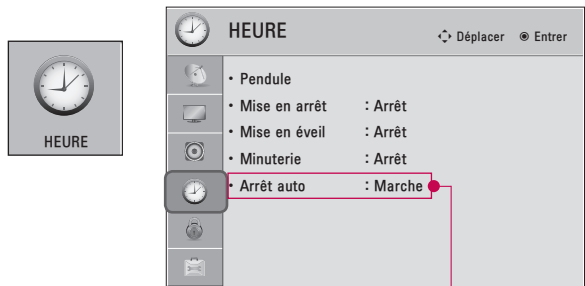 HEURE
HEURE
Déplacer
Entrer
• Pendule
• Mise en arrêt : Arrêt
• Mise en éveil : Arrêt
• Minuterie : Arrêt
• Arrêt auto : Marche